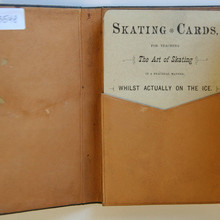 SKATING CARDS,
FOR TEACHING
The Art of Skating
IN A PRACTICAL MANNER,
WHILST ACTUALLY ON THE ICE.